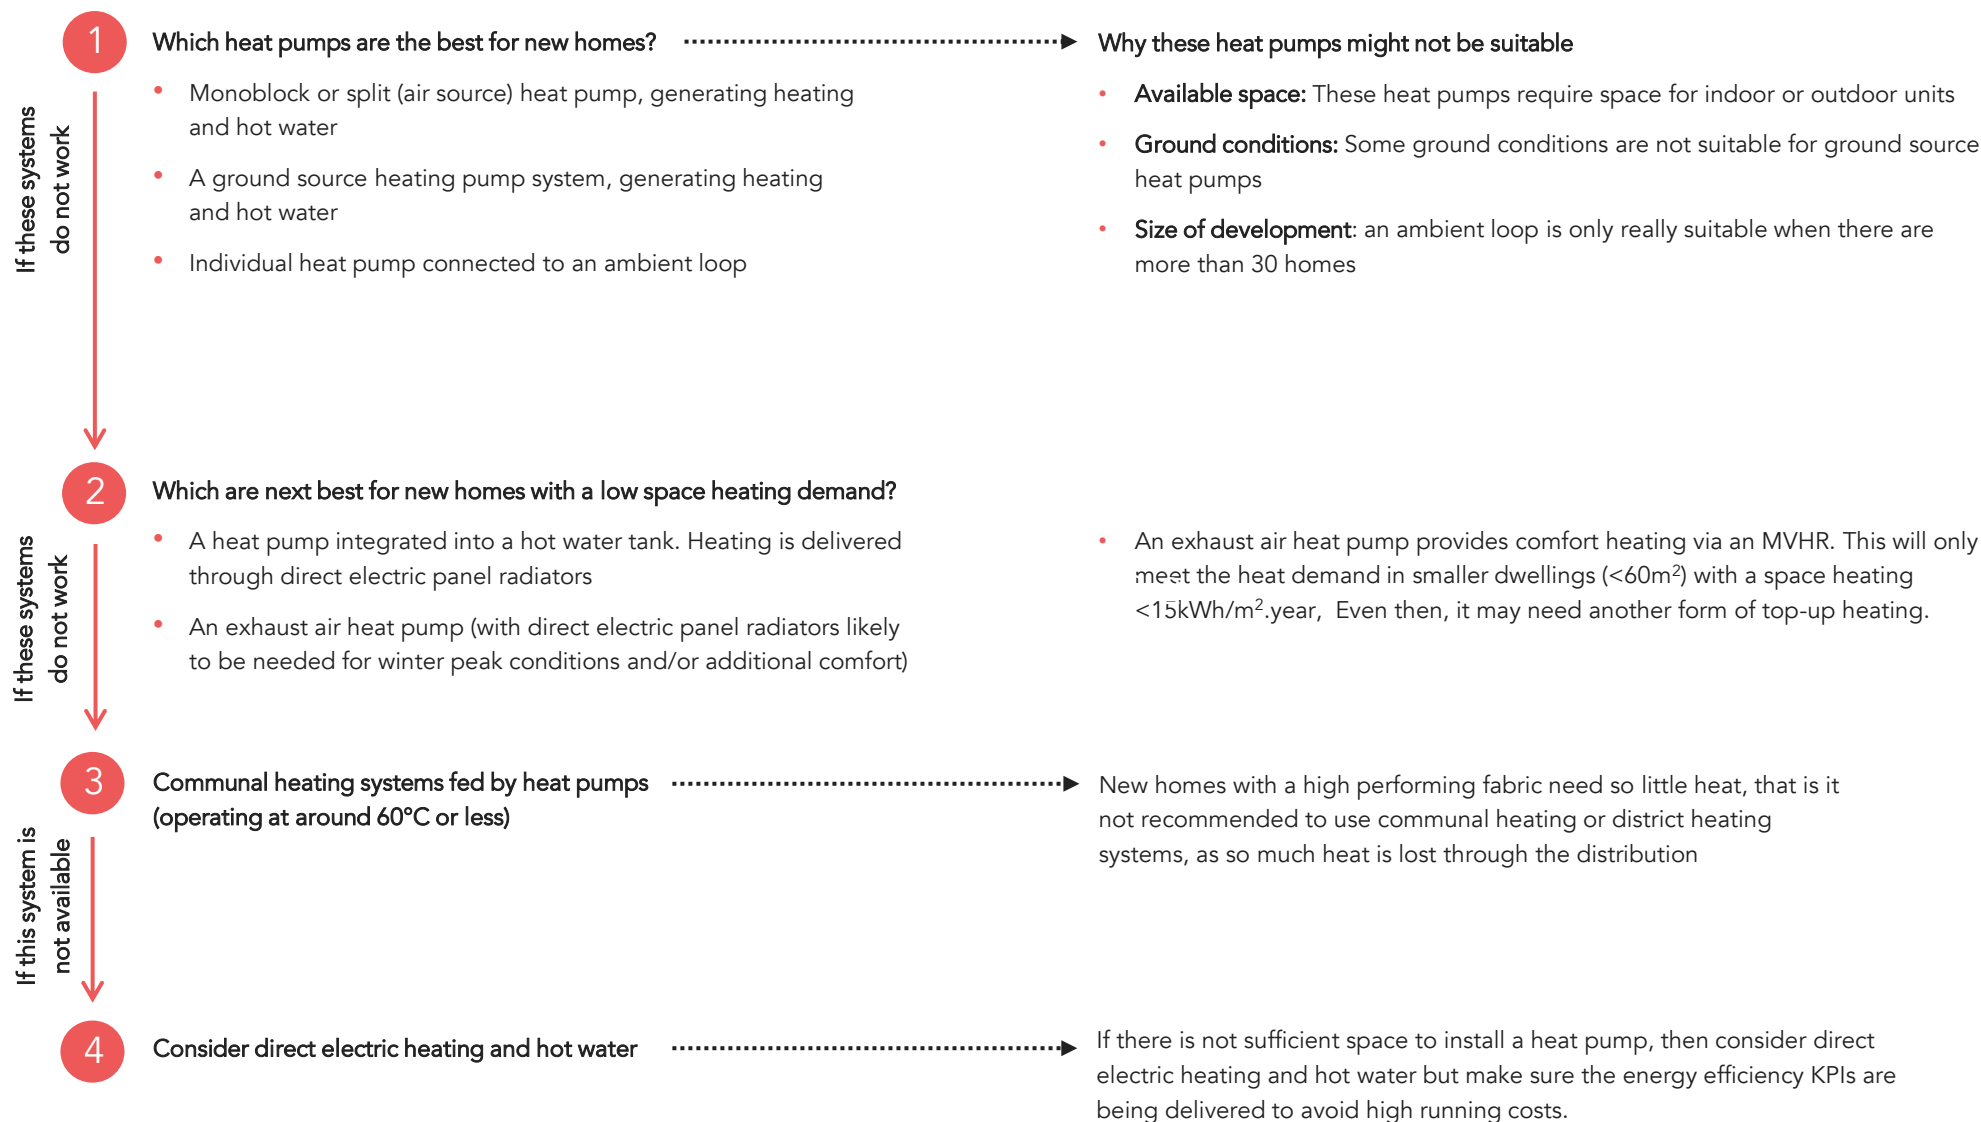 1
Which heat pumps are the best for new homes?
Why these heat pumps might not be suitable
• Monoblock or split (air source) heat pump, generating heating
and hot water
• A ground source heating pump system, generating heating
and hot water
• Individual heat pump connected to an ambient loop
• Available space: These heat pumps require space for indoor or outdoor units
• Ground conditions: Some ground conditions are not suitable for ground source
heat pumps
• Size of development: an ambient loop is only really suitable when there are
more than 30 homes
If these systems
do not work
2
Which are next best for new homes with a low space heating demand?
• A heat pump integrated into a hot water tank. Heating is delivered
through direct electric panel radiators
• An exhaust air heat pump (with direct electric panel radiators likely
to be needed for winter peak conditions and/or additional comfort)
• An exhaust air heat pump provides comfort heating via an MVHR. This will only
meet the heat demand in smaller dwellings (<60m²) with a space heating
<15kWh/m².year, Even then, it may need another form of top-up heating.
If these systems
do not work
3
Communal heating systems fed by heat pumps
(operating at around 60°C or less)
New homes with a high performing fabric need so little heat, that is it
not recommended to use communal heating or district heating
systems, as so much heat is lost through the distribution
If this system is
not available
4
Consider direct electric heating and hot water
If there is not sufficient space to install a heat pump, then consider direct
electric heating and hot water but make sure the energy efficiency KPIs are
being delivered to avoid high running costs.